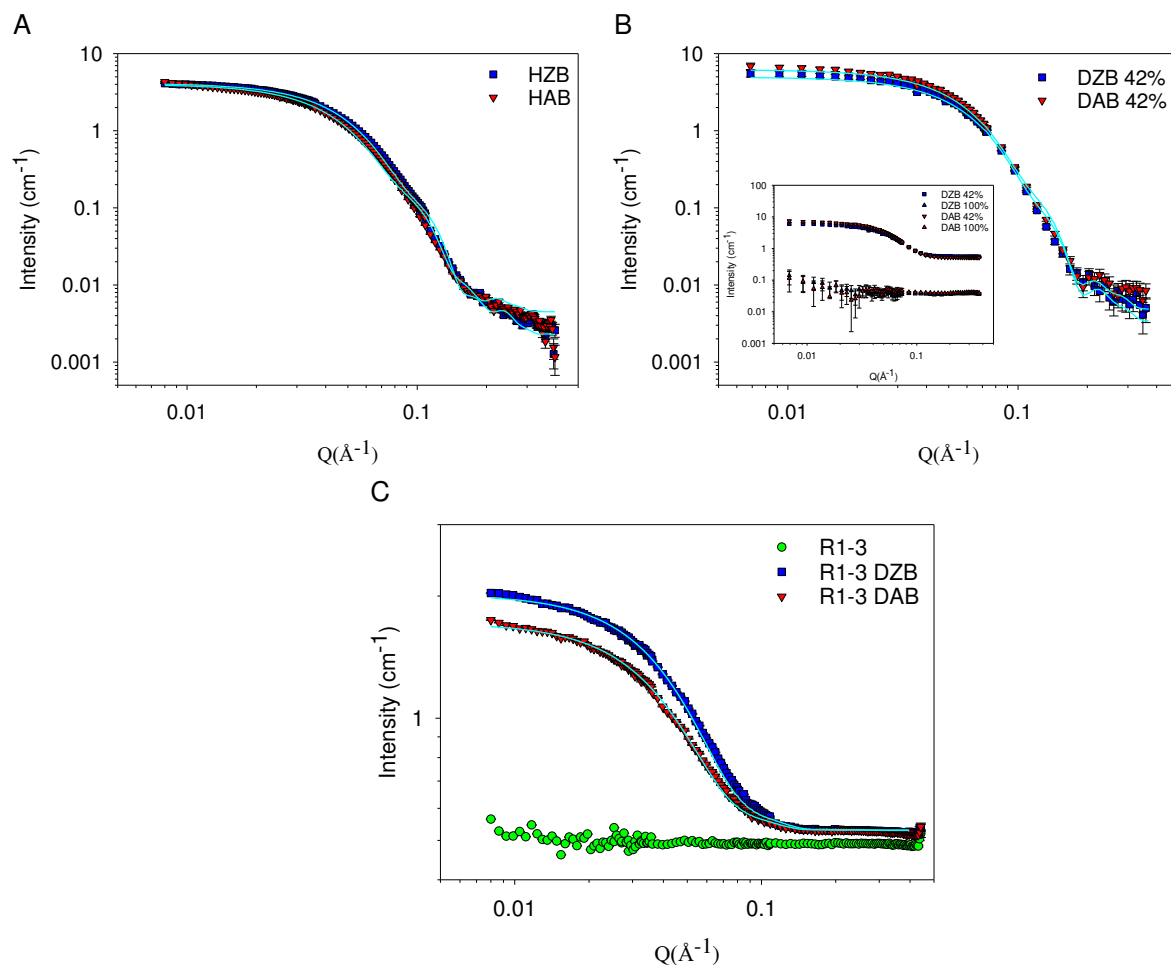 A
10
1
0.1
0.01
0.001
Intensity (cm⁻¹)
HZB
HAB
0.01
0.1
Q(Å⁻¹)
B
10
1
0.1
0.01
0.001
Intensity (cm⁻¹)
DZB 42%
DAB 42%
100
10
1
0.1
0.01
0.001
Intensity (cm⁻¹)
DZB 42%
DZB 100%
DAB 42%
DAB 100%
0.01
0.1
Q(Å⁻¹)
0.01
0.1
Q(Å⁻¹)
C
1
Intensity (cm⁻¹)
R1-3
R1-3 DZB
R1-3 DAB
0.01
0.1
Q(Å⁻¹)